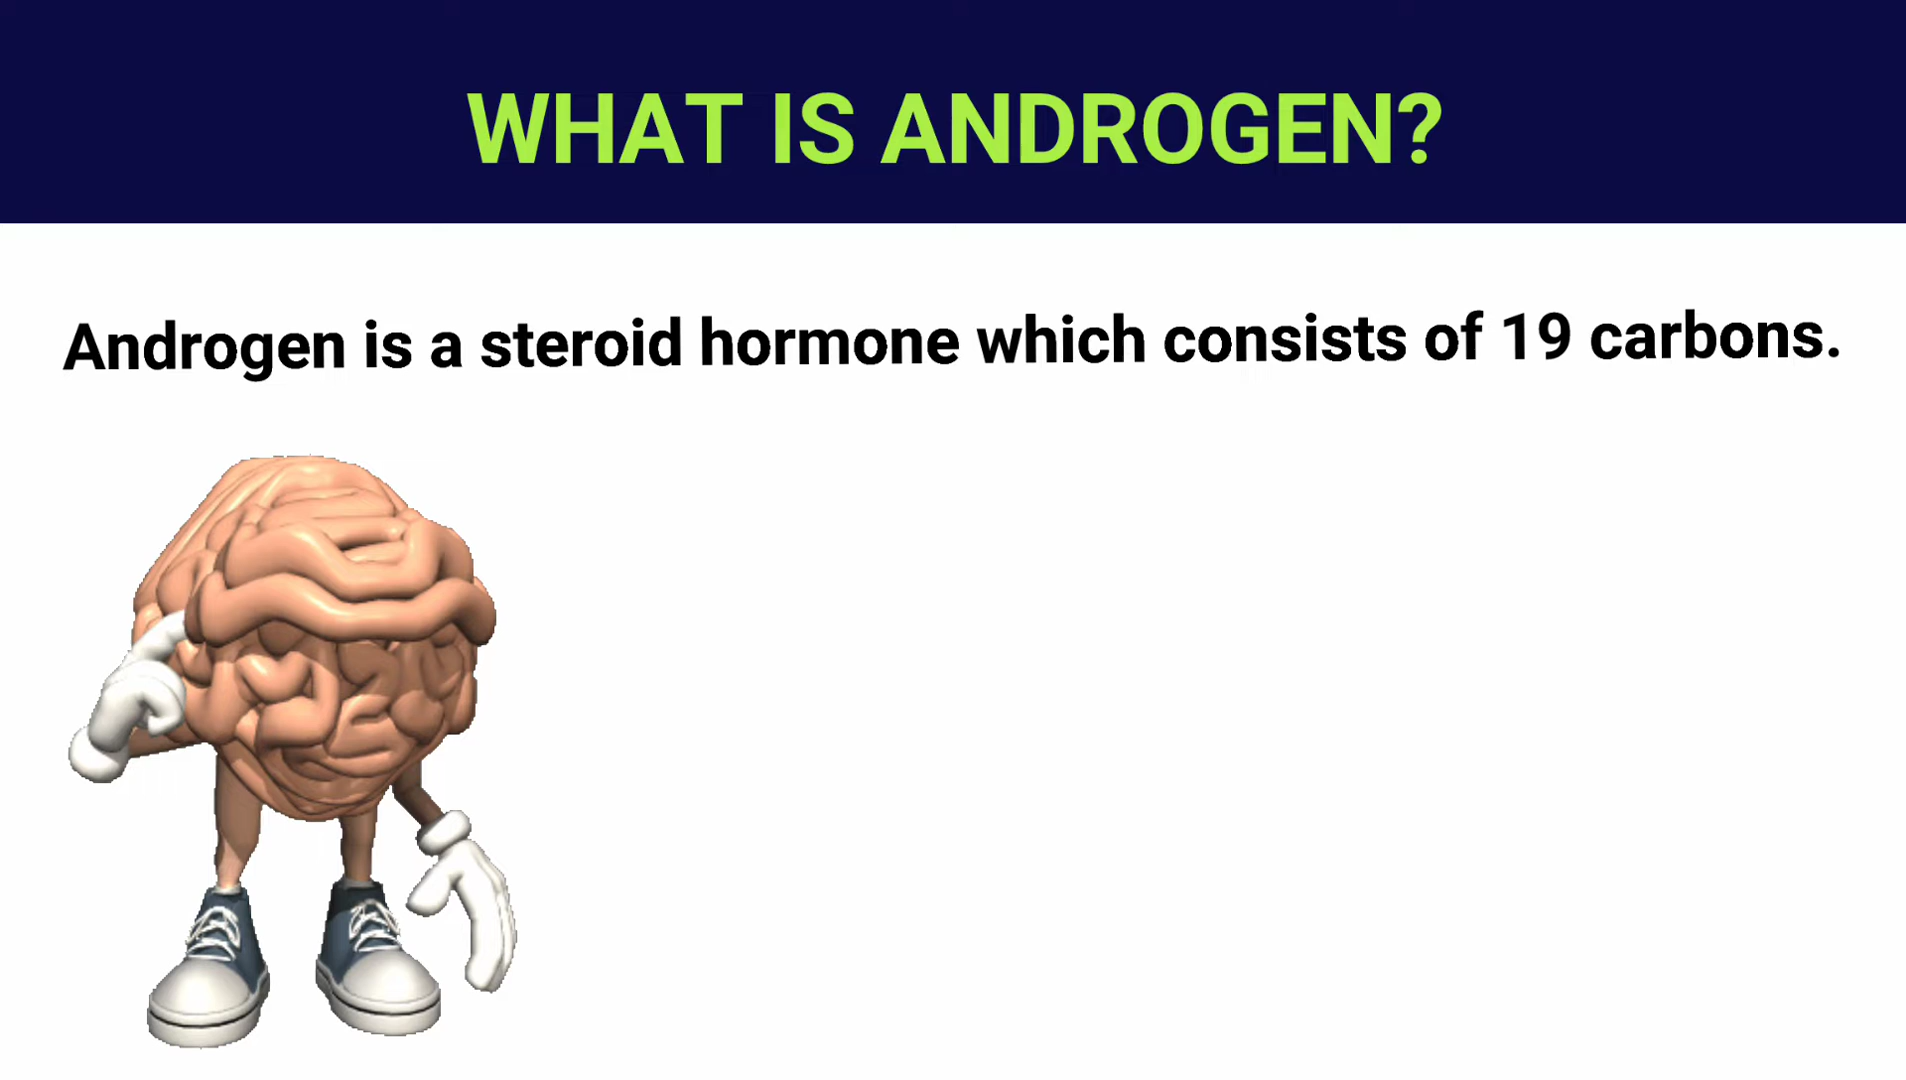 WHAT IS ANDROGEN?
Androgen is a steroid hormone which consists of 19 carbons.